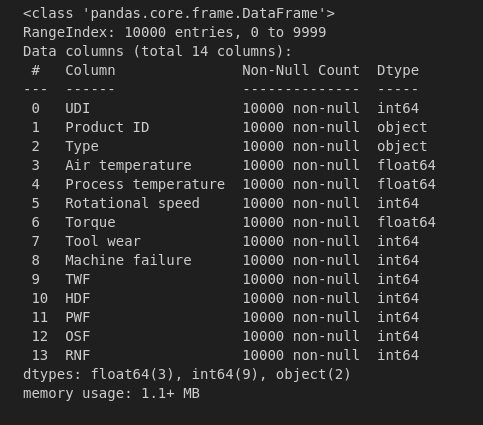 <class 'pandas.core.frame.DataFrame'>
RangeIndex: 10000 entries, 0 to 9999
Data columns (total 14 columns):
 #   Column               Non-Null Count  Dtype
---  ------               --------------  -----
 0   UDI                  10000 non-null  int64
 1   Product ID           10000 non-null  object
 2   Type                 10000 non-null  object
 3   Air temperature      10000 non-null  float64
 4   Process temperature  10000 non-null  float64
 5   Rotational speed     10000 non-null  int64
 6   Torque               10000 non-null  float64
 7   Tool wear            10000 non-null  int64
 8   Machine failure      10000 non-null  int64
 9   TWF                  10000 non-null  int64
 10  HDF                  10000 non-null  int64
 11  PWF                  10000 non-null  int64
 12  OSF                  10000 non-null  int64
 13  RNF                  10000 non-null  int64
dtypes: float64(3), int64(9), object(2)
memory usage: 1.1+ MB